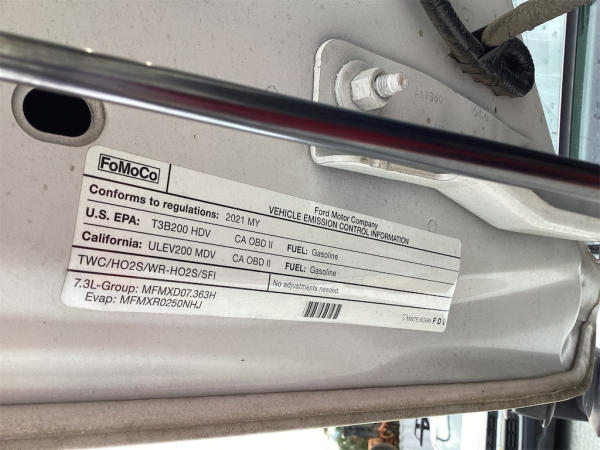 FoMoCo
Ford Motor Company
VEHICLE EMISSION CONTROL INFORMATION
Conforms to regulations: 2021 MY
U.S. EPA: T3B200 HDV CA OBD II FUEL: Gasoline
California: ULEV200 MDV CA OBD II FUEL: Gasoline
TWC/HO2S/WR-HO2S/SFI No adjustments needed.
7.3L-Group: MFMXD07.363H
Evap: MFMXR0250NHJ